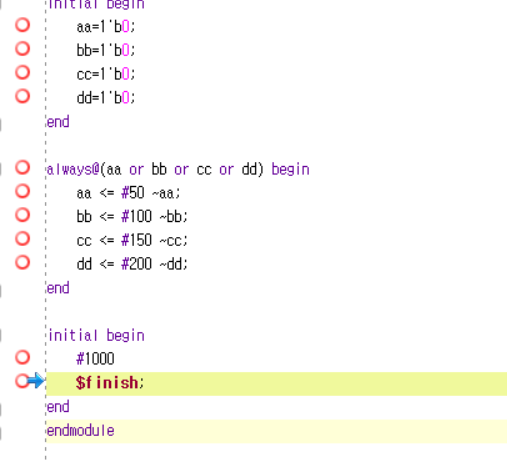 initial begin
aa=1'b0;
bb=1'b0;
cc=1'b0;
dd=1'b0;
end
always@(aa or bb or cc or dd) begin
aa <= #50 ~aa;
bb <= #100 ~bb;
cc <= #150 ~cc;
dd <= #200 ~dd;
end
initial begin
#1000
$finish;
end
endmodule